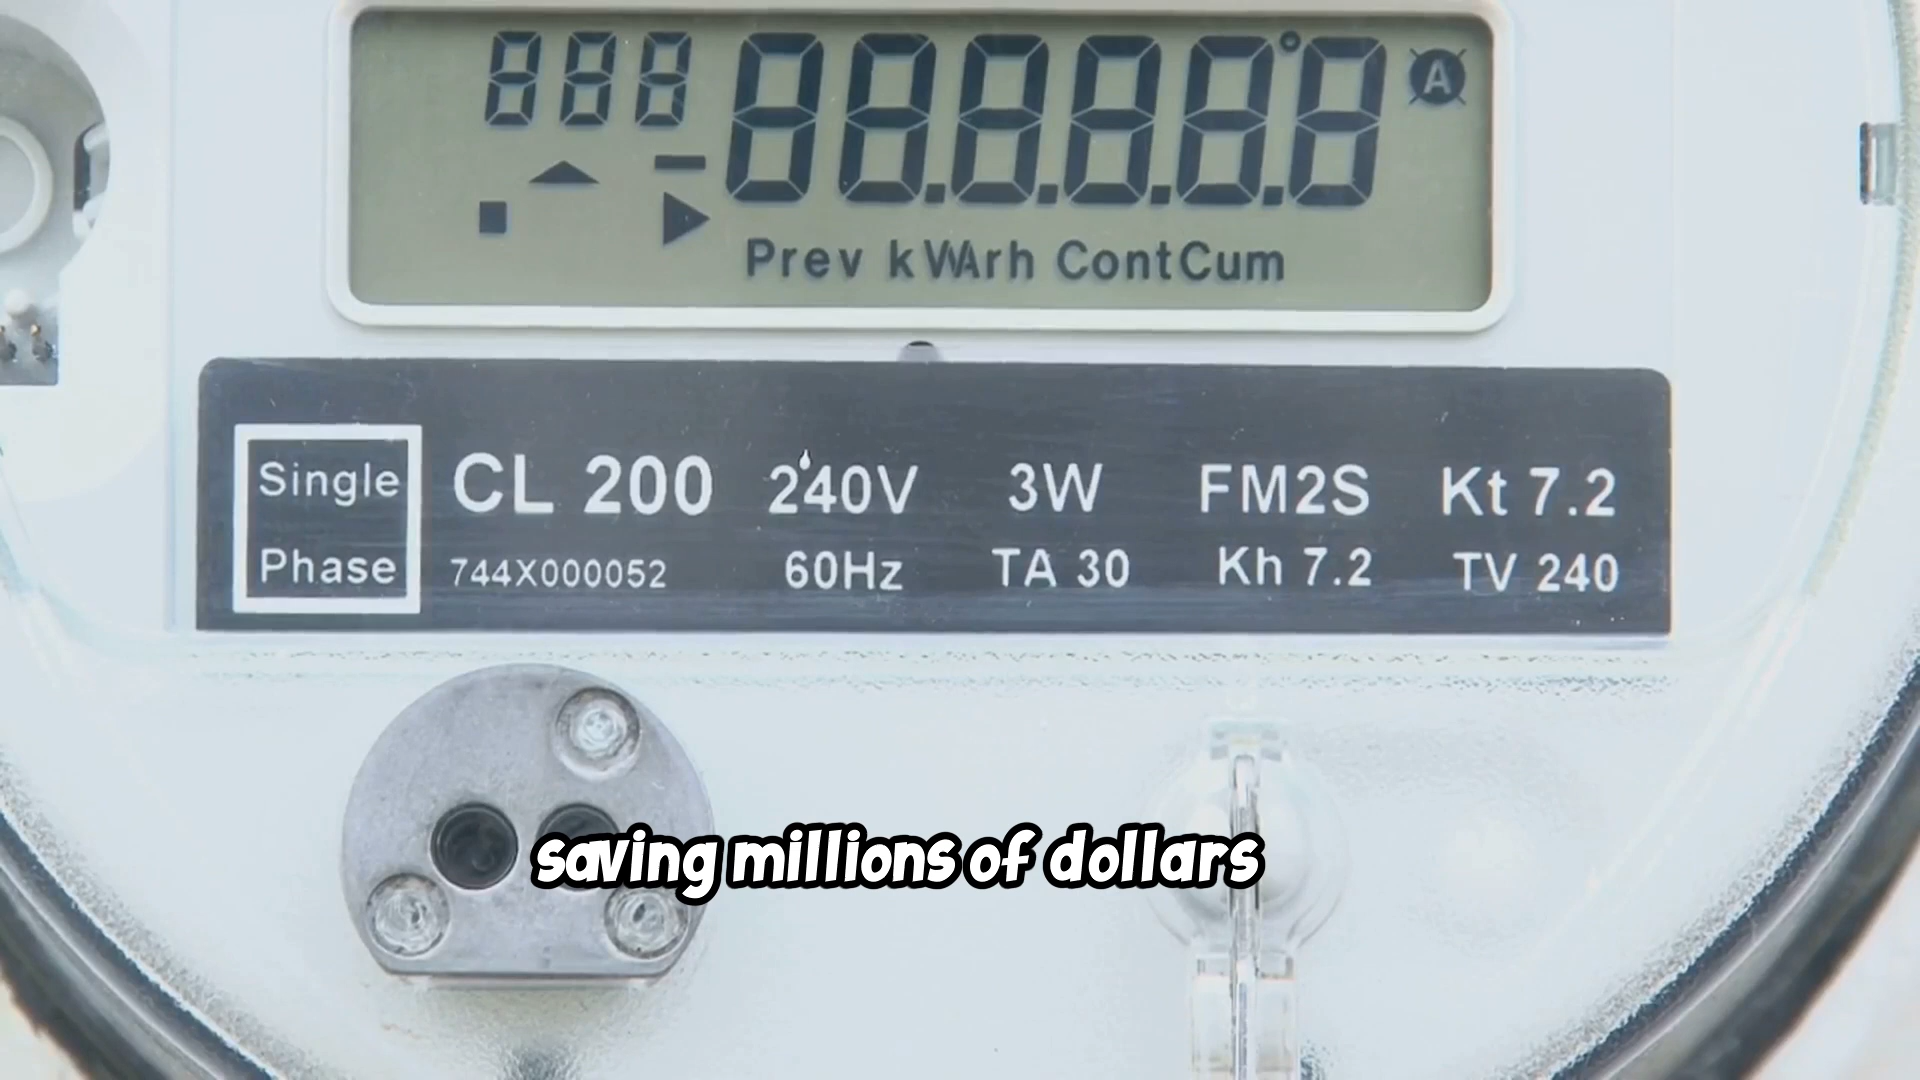 888 88.8.8.8.8 A
Prev kWArh ContCum
Single Phase
CL 200 240V 3W FM2S Kt 7.2
744X000052 60Hz TA 30 Kh 7.2 TV 240
saving millions of dollars